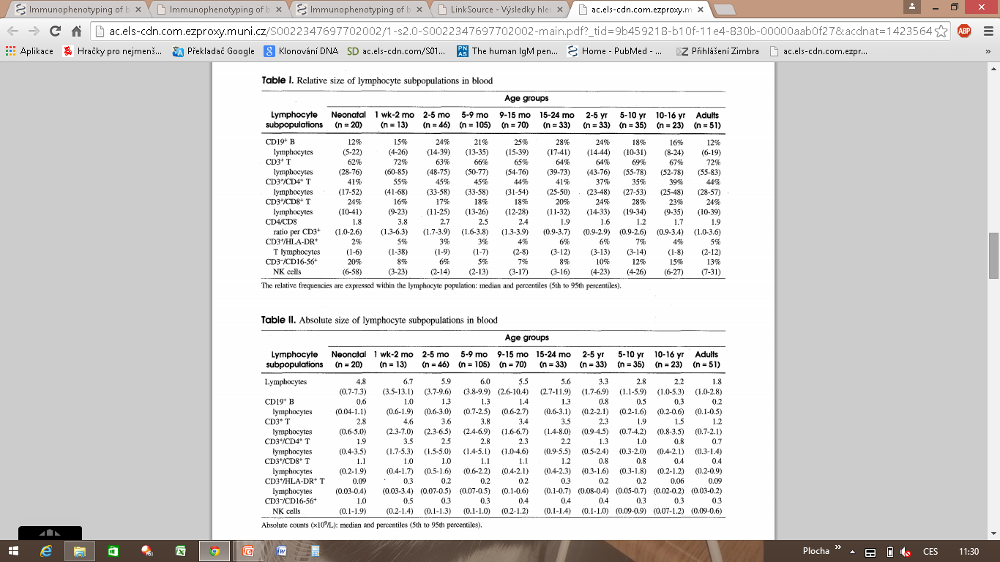 Immunophenotyping of b
Immunophenotyping of b
Immunophenotyping of b
LinkSource - Výsledky hle
ac.els-cdn.com.ezproxy.m
ac.els-cdn.com.ezproxy.muni.cz/S0022347697702002/1-s2.0-S0022347697702002-main.pdf?_tid=9b459218-b10f-11e4-830b-00000aab0f27&acdnat=1423564
ABP
Aplikace Hračky pro nejmenš... Překladač Google Klonování DNA SD ac.els-cdn.com/S01... The human IgM pen... Home - PubMed - ... Přihlášení Zimbra ac.els-cdn.com.ezpr... »
Table I. Relative size of lymphocyte subpopulations in blood
Age groups
Lymphocyte Neonatal 1 wk-2 mo 2-5 mo 5-9 mo 9-15 mo 15-24 mo 2-5 yr 5-10 yr 10-16 yr Adults
subpopulations (n = 20) (n = 13) (n = 46) (n = 105) (n = 70) (n = 33) (n = 33) (n = 35) (n = 23) (n = 51)
CD19⁺ B 12% 15% 24% 21% 25% 28% 24% 18% 16% 12%
lymphocytes (5-22) (4-26) (14-39) (13-35) (15-39) (17-41) (14-44) (10-31) (8-24) (6-19)
CD3⁺ T 62% 72% 63% 66% 65% 64% 64% 69% 67% 72%
lymphocytes (28-76) (60-85) (48-75) (50-77) (54-76) (39-73) (43-76) (55-78) (52-78) (55-83)
CD3⁺/CD4⁺ T 41% 55% 45% 45% 44% 41% 37% 35% 39% 44%
lymphocytes (17-52) (41-68) (33-58) (33-58) (31-54) (25-50) (23-48) (27-53) (25-48) (28-57)
CD3⁺/CD8⁺ T 24% 16% 17% 18% 18% 20% 24% 28% 23% 24%
lymphocytes (10-41) (9-23) (11-25) (13-26) (12-28) (11-32) (14-33) (19-34) (9-35) (10-39)
CD4/CD8 1.8 3.8 2.7 2.5 2.4 1.9 1.6 1.2 1.7 1.9
ratio per CD3⁺ (1.0-2.6) (1.3-6.3) (1.7-3.9) (1.6-3.8) (1.3-3.9) (0.9-3.7) (0.9-2.9) (0.9-2.6) (0.9-3.4) (1.0-3.6)
CD3⁺/HLA-DR⁺ 2% 5% 3% 3% 4% 6% 6% 7% 4% 5%
T lymphocytes (1-6) (1-38) (1-9) (1-7) (2-8) (3-12) (3-13) (3-14) (1-8) (2-12)
CD3⁻/CD16-56⁺ 20% 8% 6% 5% 7% 8% 10% 12% 15% 13%
NK cells (6-58) (3-23) (2-14) (2-13) (3-17) (3-16) (4-23) (4-26) (6-27) (7-31)
The relative frequencies are expressed within the lymphocyte population: median and percentiles (5th to 95th percentiles).
Table II. Absolute size of lymphocyte subpopulations in blood
Age groups
Lymphocyte Neonatal 1 wk-2 mo 2-5 mo 5-9 mo 9-15 mo 15-24 mo 2-5 yr 5-10 yr 10-16 yr Adults
subpopulations (n = 20) (n = 13) (n = 46) (n = 105) (n = 70) (n = 33) (n = 33) (n = 35) (n = 23) (n = 51)
Lymphocytes 4.8 6.7 5.9 6.0 5.5 5.6 3.3 2.8 2.2 1.8
(0.7-7.3) (3.5-13.1) (3.7-9.6) (3.8-9.9) (2.6-10.4) (2.7-11.9) (1.7-6.9) (1.1-5.9) (1.0-5.3) (1.0-2.8)
CD19⁺ B 0.6 1.0 1.3 1.3 1.4 1.3 0.8 0.5 0.3 0.2
lymphocytes (0.04-1.1) (0.6-1.9) (0.6-3.0) (0.7-2.5) (0.6-2.7) (0.6-3.1) (0.2-2.1) (0.2-1.6) (0.2-0.6) (0.1-0.5)
CD3⁺ T 2.8 4.6 3.6 3.8 3.4 3.5 2.3 1.9 1.5 1.2
lymphocytes (0.6-5.0) (2.3-7.0) (2.3-6.5) (2.4-6.9) (1.6-6.7) (1.4-8.0) (0.9-4.5) (0.7-4.2) (0.8-3.5) (0.7-2.1)
CD3⁺/CD4⁺ T 1.9 3.5 2.5 2.8 2.3 2.2 1.3 1.0 0.8 0.7
lymphocytes (0.4-3.5) (1.7-5.3) (1.5-5.0) (1.4-5.1) (1.0-4.6) (0.9-5.5) (0.5-2.4) (0.3-2.0) (0.4-2.1) (0.3-1.4)
CD3⁺/CD8⁺ T 1.1 1.0 1.0 1.1 1.1 1.2 0.8 0.8 0.4 0.4
lymphocytes (0.2-1.9) (0.4-1.7) (0.5-1.6) (0.6-2.2) (0.4-2.1) (0.4-2.3) (0.3-1.6) (0.3-1.8) (0.2-1.2) (0.2-0.9)
CD3⁺/HLA-DR⁺ T 0.09 0.3 0.2 0.2 0.2 0.3 0.2 0.2 0.06 0.09
lymphocytes (0.03-0.4) (0.03-3.4) (0.07-0.5) (0.07-0.5) (0.1-0.6) (0.1-0.7) (0.08-0.4) (0.05-0.7) (0.02-0.2) (0.03-0.2)
CD3⁻/CD16-56⁺ 1.0 0.5 0.3 0.3 0.4 0.4 0.4 0.3 0.3 0.3
NK cells (0.1-1.9) (0.2-1.4) (0.1-1.3) (0.1-1.0) (0.2-1.2) (0.1-1.4) (0.1-1.0) (0.09-0.9) (0.07-1.2) (0.09-0.6)
Absolute counts (×10⁹/L): median and percentiles (5th to 95th percentiles).
Plocha » CES 11:30